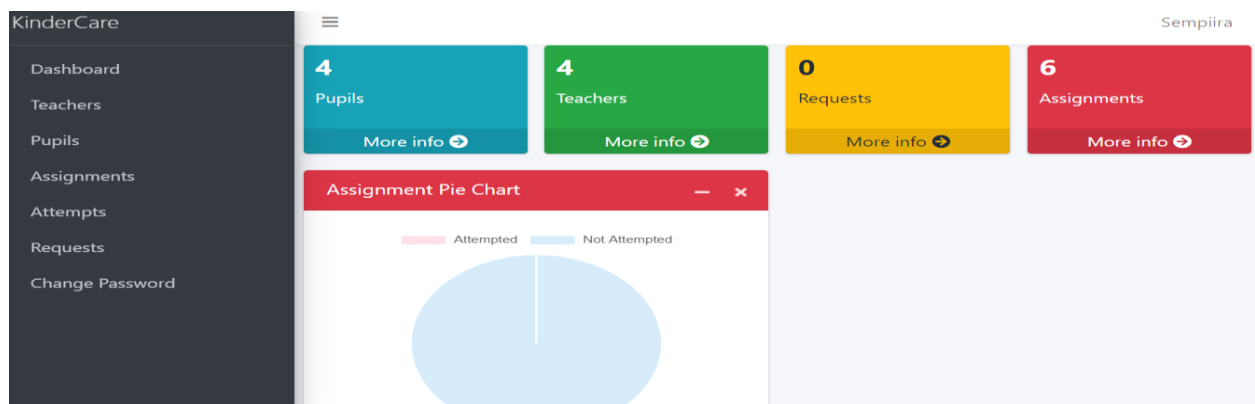 KinderCare
Sempiira
Dashboard
Teachers
Pupils
Assignments
Attempts
Requests
Change Password
4
Pupils
More info
4
Teachers
More info
0
Requests
More info
6
Assignments
More info
Assignment Pie Chart
Attempted
Not Attempted